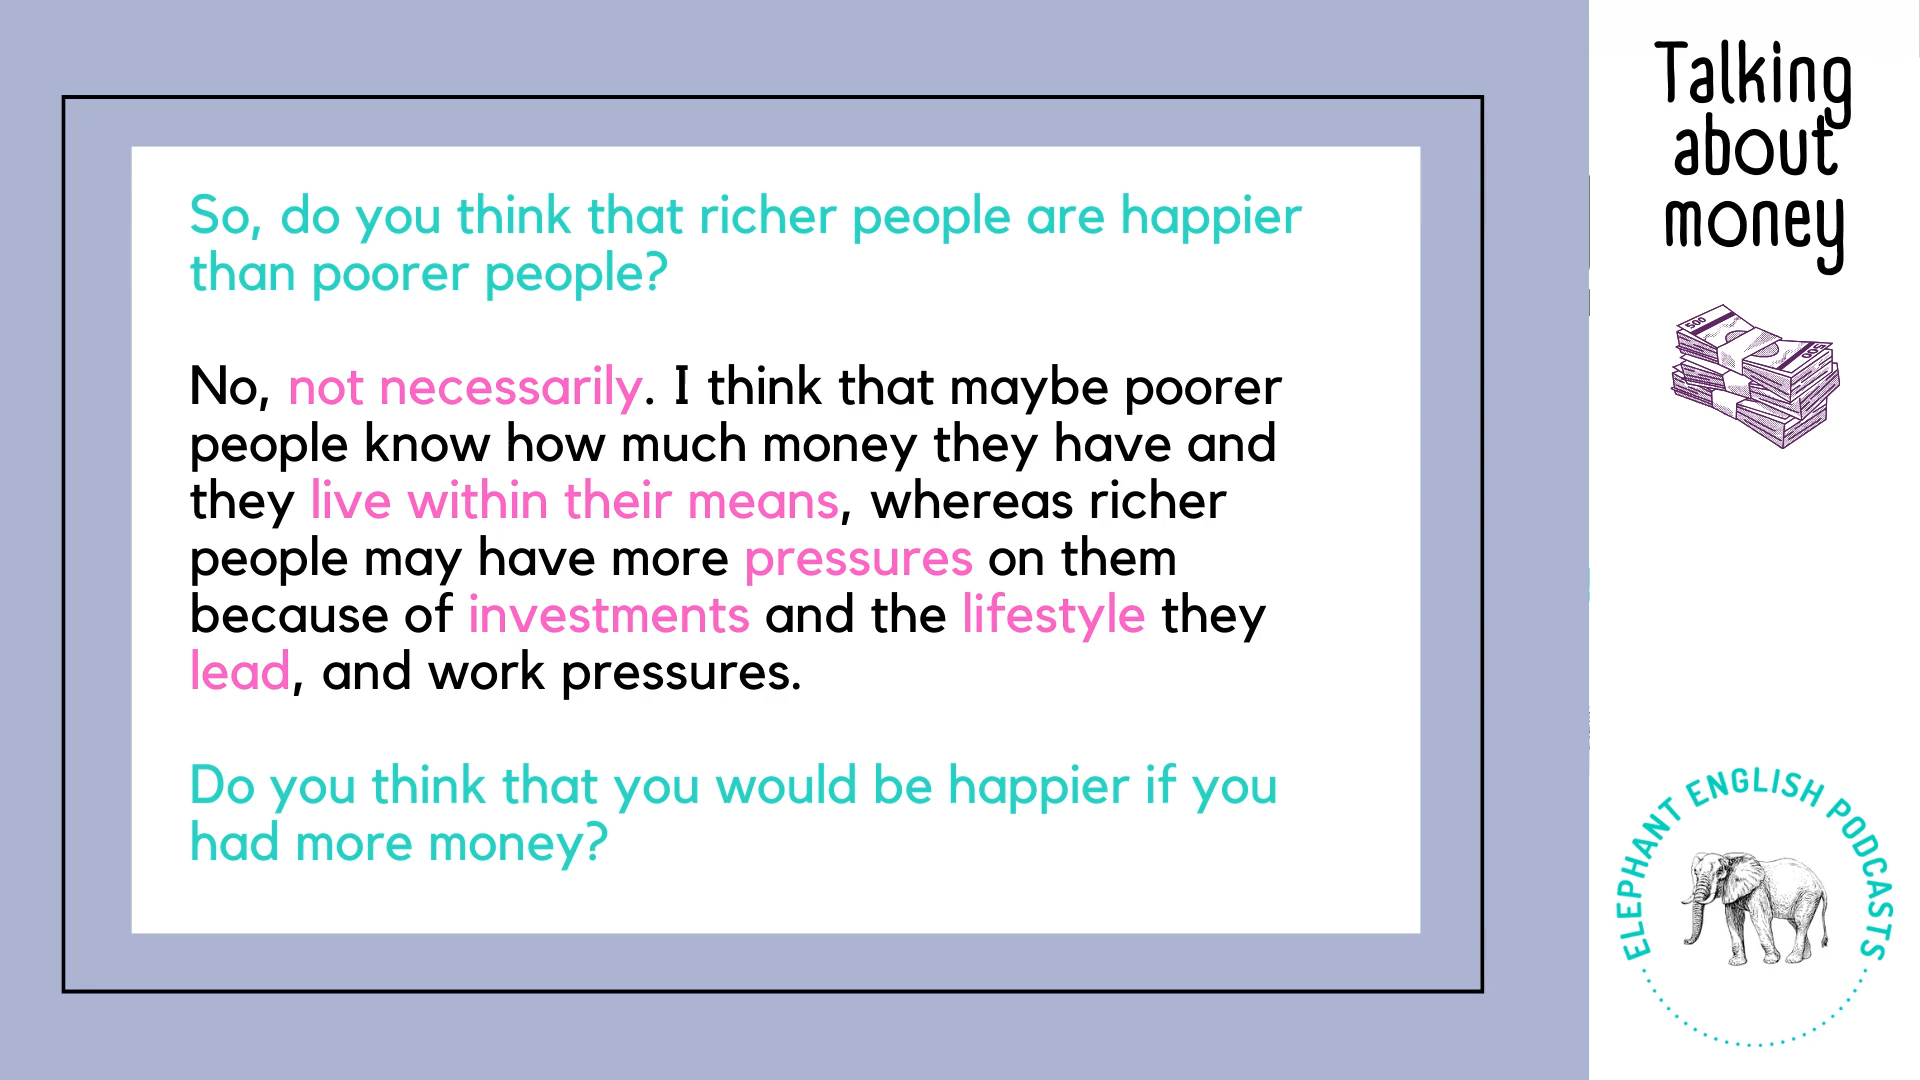 So, do you think that richer people are happier
than poorer people?
No, not necessarily. I think that maybe poorer
people know how much money they have and
they live within their means, whereas richer
people may have more pressures on them
because of investments and the lifestyle they
lead, and work pressures.
Do you think that you would be happier if you
had more money?
Talking
about
money
500
500
ELEPHANT ENGLISH PODCASTS